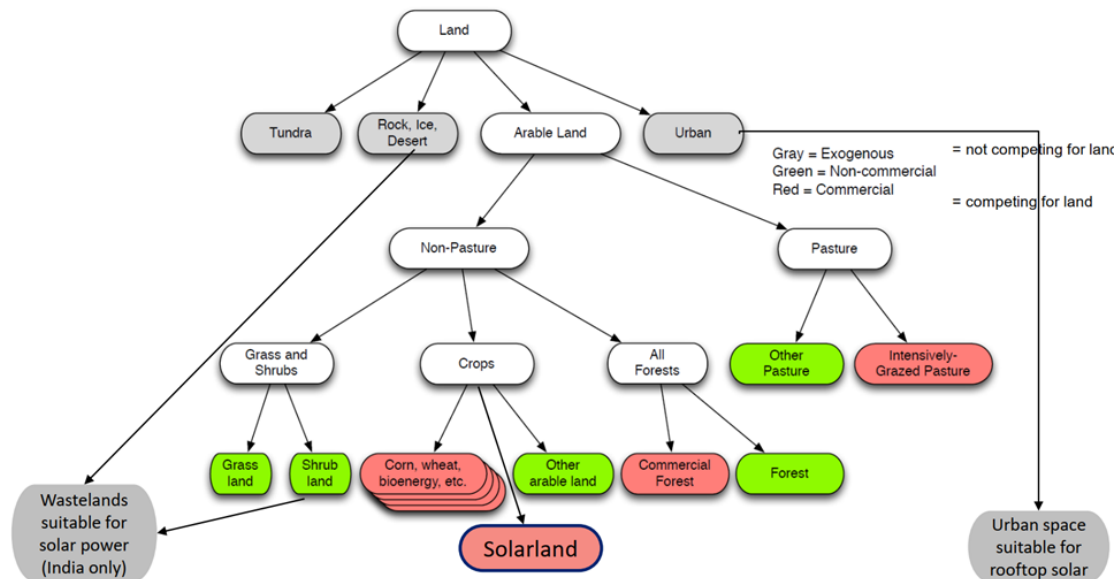 Land
Tundra
Rock, Ice,
Desert
Arable Land
Urban
Gray = Exogenous
Green = Non-commercial
Red = Commercial
= not competing for land
= competing for land
Non-Pasture
Pasture
Grass and
Shrubs
Crops
All
Forests
Other
Pasture
Intensively-
Grazed Pasture
Grass
land
Shrub
land
Corn, wheat,
bioenergy, etc.
Other
arable land
Commercial
Forest
Forest
Wastelands
suitable for
solar power
(India only)
Solarland
Urban space
suitable for
rooftop solar